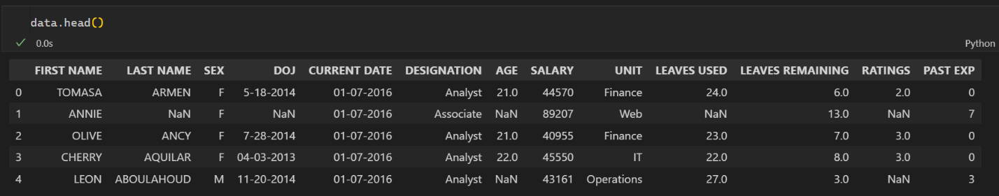 data.head()
0.0s
Python
FIRST NAME LAST NAME SEX DOJ CURRENT DATE DESIGNATION AGE SALARY UNIT LEAVES USED LEAVES REMAINING RATINGS PAST EXP
0 TOMASA ARMEN F 5-18-2014 01-07-2016 Analyst 21.0 44570 Finance 24.0 6.0 2.0 0
1 ANNIE NaN F NaN 01-07-2016 Associate NaN 89207 Web NaN 13.0 NaN 7
2 OLIVE ANCY F 7-28-2014 01-07-2016 Analyst 21.0 40955 Finance 23.0 7.0 3.0 0
3 CHERRY AQUILAR F 04-03-2013 01-07-2016 Analyst 22.0 45550 IT 22.0 8.0 3.0 0
4 LEON ABOULAHOUD M 11-20-2014 01-07-2016 Analyst NaN 43161 Operations 27.0 3.0 NaN 3